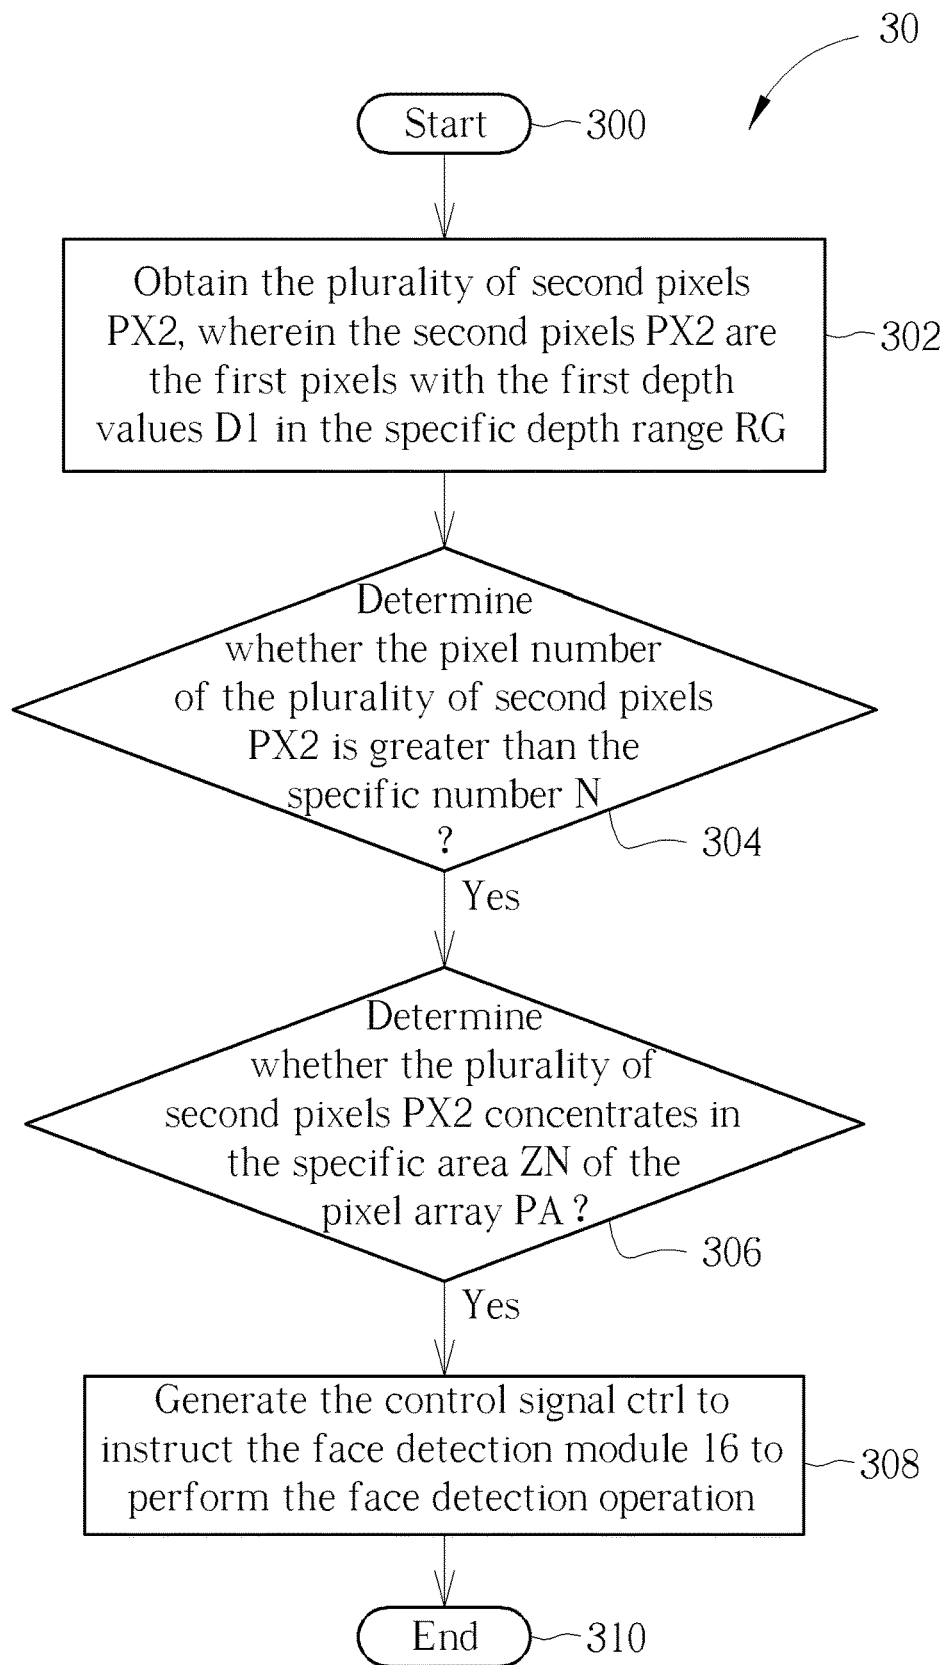 30
Start
300
Obtain the plurality of second pixels
PX2, wherein the second pixels PX2 are
the first pixels with the first depth
values D1 in the specific depth range RG
302
Determine
whether the pixel number
of the plurality of second pixels
PX2 is greater than the
specific number N
?
304
Yes
Determine
whether the plurality of
second pixels PX2 concentrates in
the specific area ZN of the
pixel array PA ?
306
Yes
Generate the control signal ctrl to
instruct the face detection module 16 to
perform the face detection operation
308
End
310